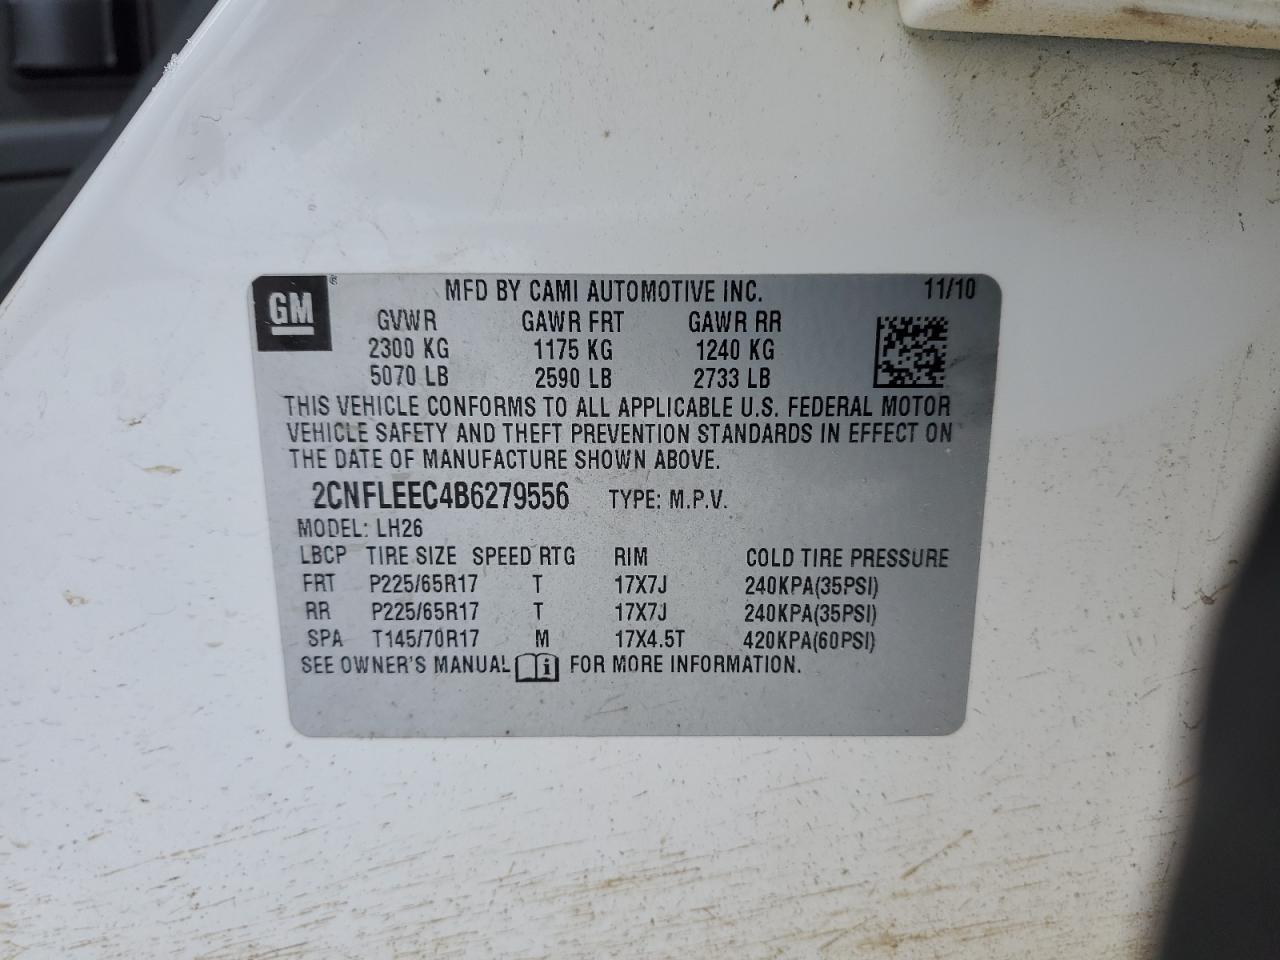 GM ®
MFD BY CAMI AUTOMOTIVE INC. 11/10
GVWR GAWR FRT GAWR RR
2300 KG 1175 KG 1240 KG
5070 LB 2590 LB 2733 LB
THIS VEHICLE CONFORMS TO ALL APPLICABLE U.S. FEDERAL MOTOR
VEHICLE SAFETY AND THEFT PREVENTION STANDARDS IN EFFECT ON
THE DATE OF MANUFACTURE SHOWN ABOVE.
2CNFLEEC4B6279556 TYPE: M.P.V.
MODEL: LH26
LBCP TIRE SIZE SPEED RTG RIM COLD TIRE PRESSURE
FRT P225/65R17 T 17X7J 240KPA(35PSI)
RR P225/65R17 T 17X7J 240KPA(35PSI)
SPA T145/70R17 M 17X4.5T 420KPA(60PSI)
SEE OWNER'S MANUAL i FOR MORE INFORMATION.